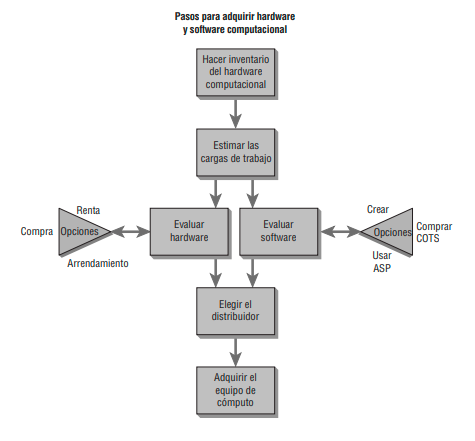 Pasos para adquirir hardware
y software computacional
Hacer inventario
del hardware
computacional
Estimar las
cargas de trabajo
Renta
Compra
Opciones
Arrendamiento
Evaluar
hardware
Evaluar
software
Crear
Opciones
Comprar
COTS
Usar
ASP
Elegir el
distribuidor
Adquirir el
equipo de
cómputo